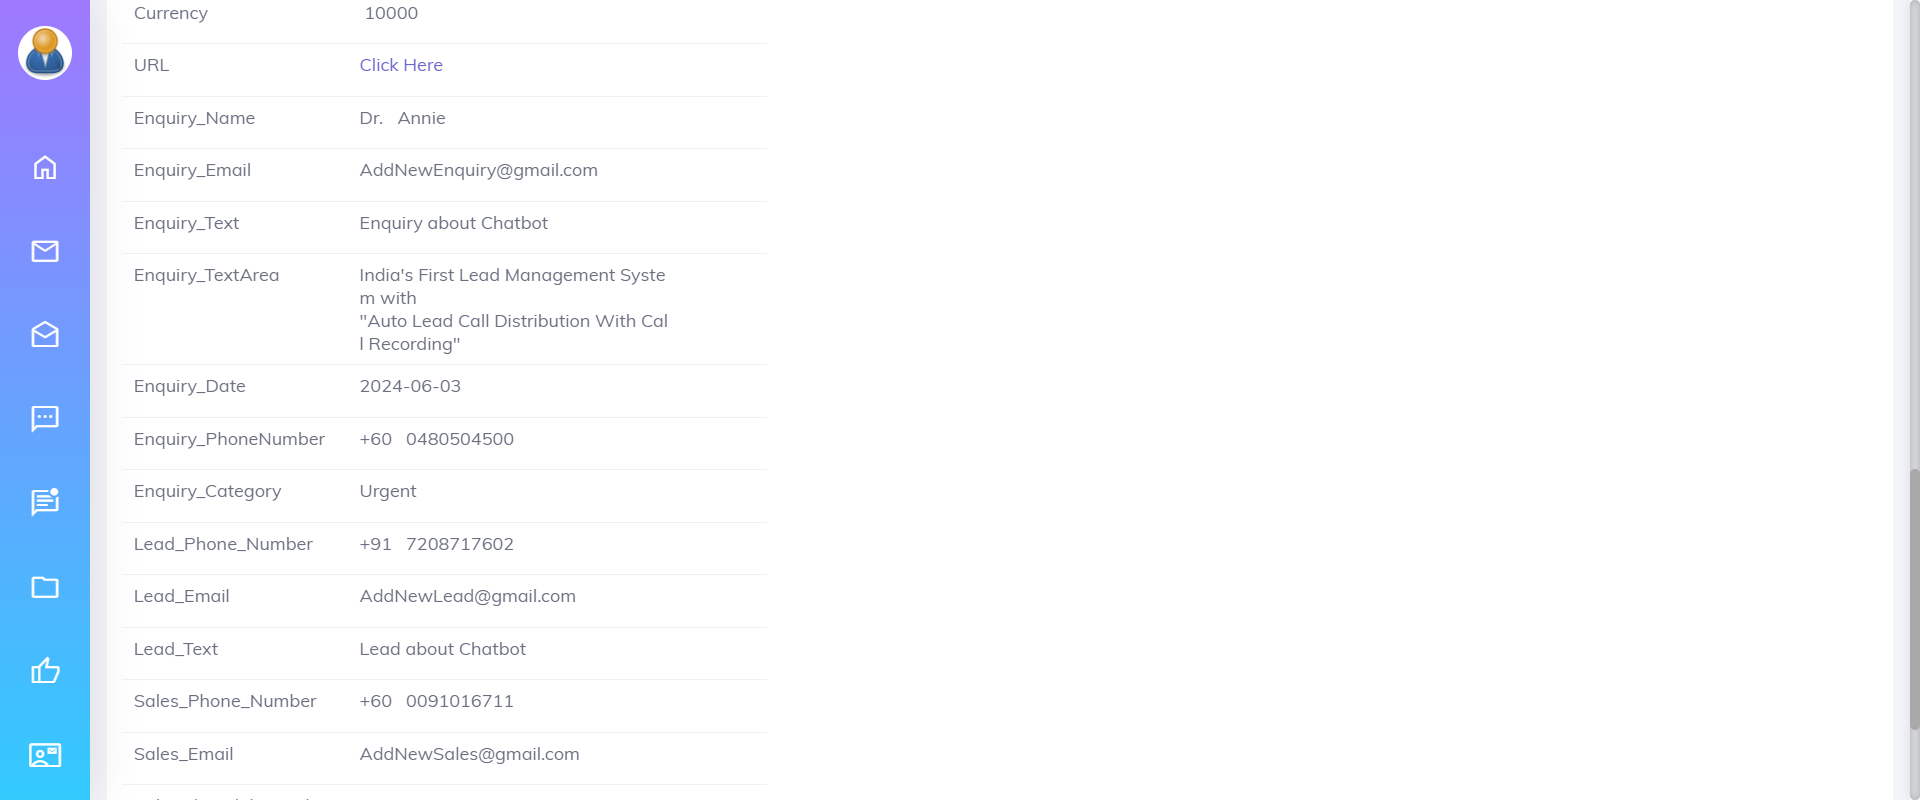 Currency 10000
URL Click Here
Enquiry_Name Dr. Annie
Enquiry_Email AddNewEnquiry@gmail.com
Enquiry_Text Enquiry about Chatbot
Enquiry_TextArea India's First Lead Management Syste
m with
"Auto Lead Call Distribution With Cal
l Recording"
Enquiry_Date 2024-06-03
Enquiry_PhoneNumber +60 0480504500
Enquiry_Category Urgent
Lead_Phone_Number +91 7208717602
Lead_Email AddNewLead@gmail.com
Lead_Text Lead about Chatbot
Sales_Phone_Number +60 0091016711
Sales_Email AddNewSales@gmail.com